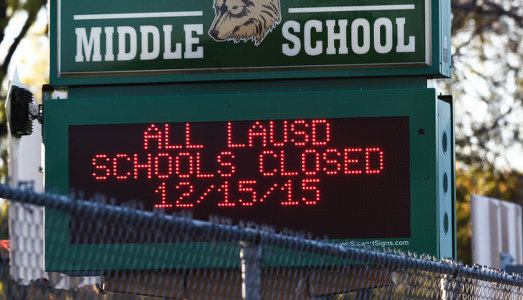 MIDDLE SCHOOL
ALL LAUSD
SCHOOLS CLOSED
12/15/15